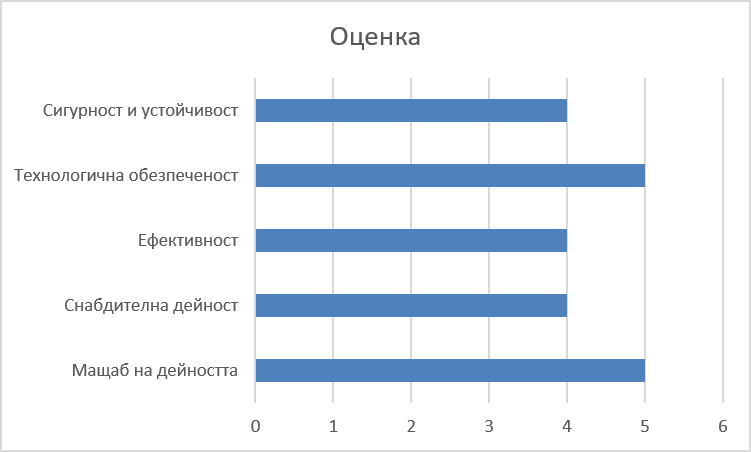 Оценка
Сигурност и устойчивост
Технологична обезпеченост
Ефективност
Снабдителна дейност
Мащаб на дейността
0 1 2 3 4 5 6